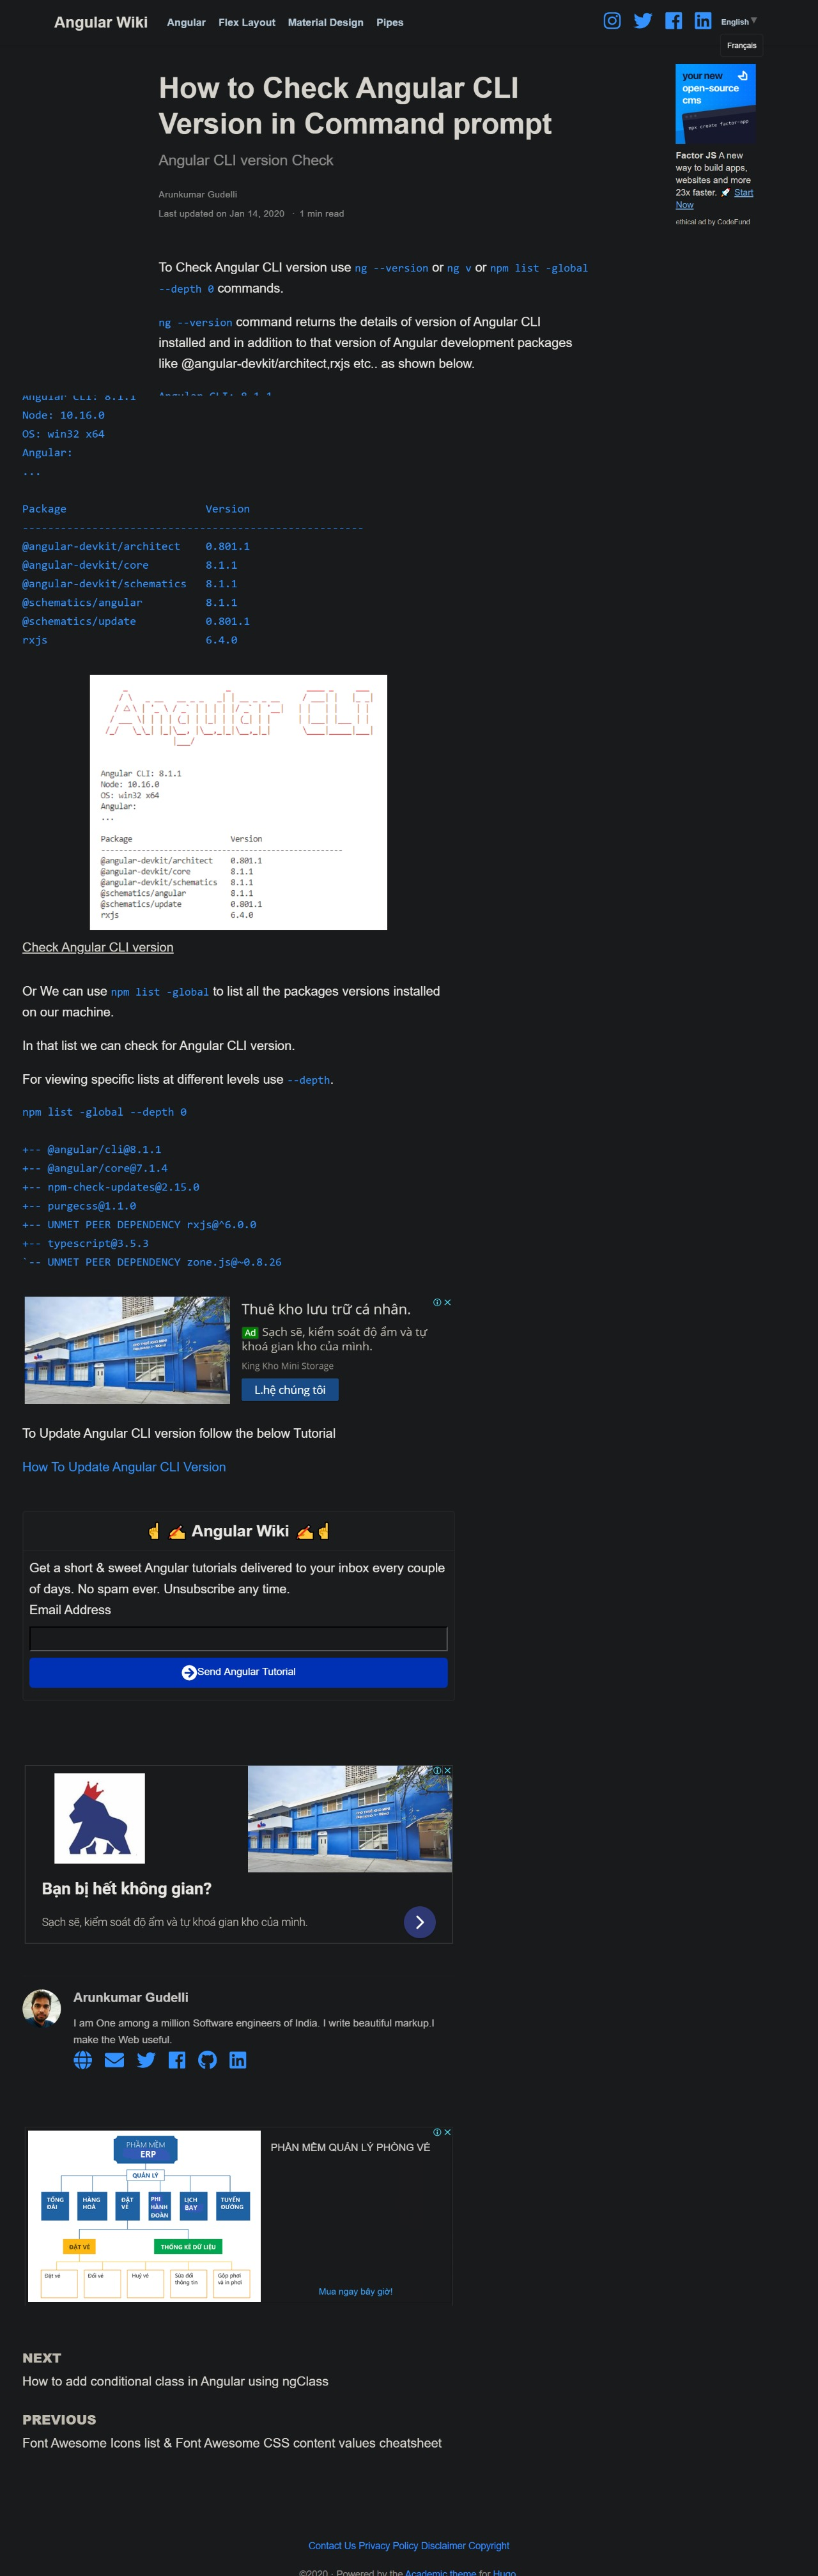 Angular Wiki Angular Flex Layout Material Design Pipes English
Français
How to Check Angular CLI
Version in Command prompt
Angular CLI version Check
Arunkumar Gudelli
Last updated on Jan 14, 2020 · 1 min read
your new
open-source
cms
npx create factor-app
Factor JS A new
way to build apps,
websites and more
23x faster. 🚀 Start
Now
ethical ad by CodeFund
To Check Angular CLI version use ng --version or ng v or npm list -global
--depth 0 commands.
ng --version command returns the details of version of Angular CLI
installed and in addition to that version of Angular development packages
like @angular-devkit/architect,rxjs etc.. as shown below.
Angular CLI: 8.1.1
Angular CLI: 8.1.1
Node: 10.16.0
OS: win32 x64
Angular:
...
Package Version
------------------------------------------------------
@angular-devkit/architect 0.801.1
@angular-devkit/core 8.1.1
@angular-devkit/schematics 8.1.1
@schematics/angular 8.1.1
@schematics/update 0.801.1
rxjs 6.4.0
Angular CLI
Angular CLI: 8.1.1
Node: 10.16.0
OS: win32 x64
Angular:
...
Package Version
------------------------------------------------------
@angular-devkit/architect 0.801.1
@angular-devkit/core 8.1.1
@angular-devkit/schematics 8.1.1
@schematics/angular 8.1.1
@schematics/update 0.801.1
rxjs 6.4.0
Check Angular CLI version
Or We can use npm list -global to list all the packages versions installed
on our machine.
In that list we can check for Angular CLI version.
For viewing specific lists at different levels use --depth.
npm list -global --depth 0
+-- @angular/cli@8.1.1
+-- @angular/core@7.1.4
+-- npm-check-updates@2.15.0
+-- purgecss@1.1.0
+-- UNMET PEER DEPENDENCY rxjs@^6.0.0
+-- typescript@3.5.3
`-- UNMET PEER DEPENDENCY zone.js@~0.8.26
Thuê kho lưu trữ cá nhân.
Ad Sạch sẽ, kiểm soát độ ẩm và tự
khoá gian kho của mình.
King Kho Mini Storage
L.hệ chúng tôi
To Update Angular CLI version follow the below Tutorial
How To Update Angular CLI Version
☝ ✍ Angular Wiki ✍☝
Get a short & sweet Angular tutorials delivered to your inbox every couple
of days. No spam ever. Unsubscribe any time.
Email Address
Send Angular Tutorial
Bạn bị hết không gian?
Sạch sẽ, kiểm soát độ ẩm và tự khoá gian kho của mình.
Arunkumar Gudelli
I am One among a million Software engineers of India. I write beautiful markup.I
make the Web useful.
PHẦM MỀM
ERP
QUẢN LÝ
TỔNG
ĐÀI
HÀNG
HOÁ
ĐẶT
VÉ
PHI
HÀNH
ĐOÀN
LỊCH
BAY
TUYẾN
ĐƯỜNG
ĐẶT VÉ
THỐNG KÊ DỮ LIỆU
Đặt vé
Đổi vé
Huỷ vé
Sửa đổi
thông tin
Gộp phơi
và in phơi
PHẦN MỀM QUẢN LÝ PHÒNG VÉ
Mua ngay bây giờ!
NEXT
How to add conditional class in Angular using ngClass
PREVIOUS
Font Awesome Icons list & Font Awesome CSS content values cheatsheet
Contact Us Privacy Policy Disclaimer Copyright
©2020 · Powered by the Academic theme for Hugo